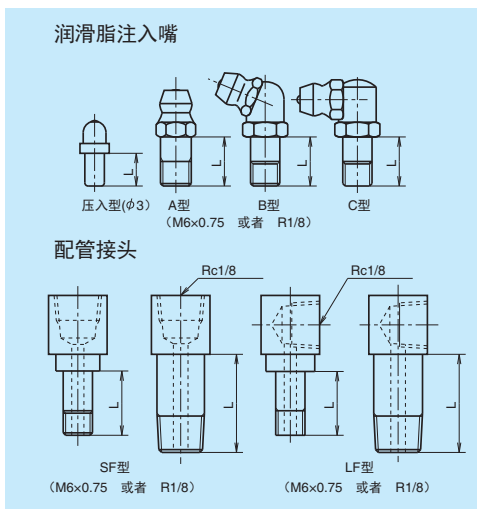 润滑脂注入嘴
L L L L
压入型(φ3) A型 B型 C型
(M6×0.75 或者 R1/8)
配管接头
Rc1/8 Rc1/8
L L L L
SF型 LF型
(M6×0.75 或者 R1/8) (M6×0.75 或者 R1/8)